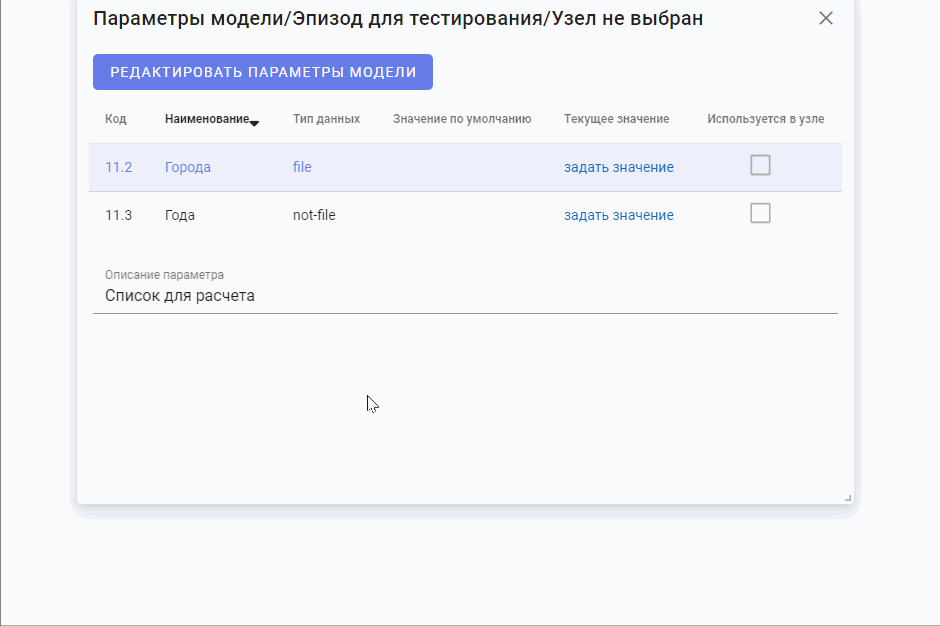 Параметры модели/Эпизод для тестирования/Узел не выбран
РЕДАКТИРОВАТЬ ПАРАМЕТРЫ МОДЕЛИ
Код Наименование Тип данных Значение по умолчанию Текущее значение Используется в узле
11.2 Города file задать значение
11.3 Года not-file задать значение
Описание параметра
Список для расчета